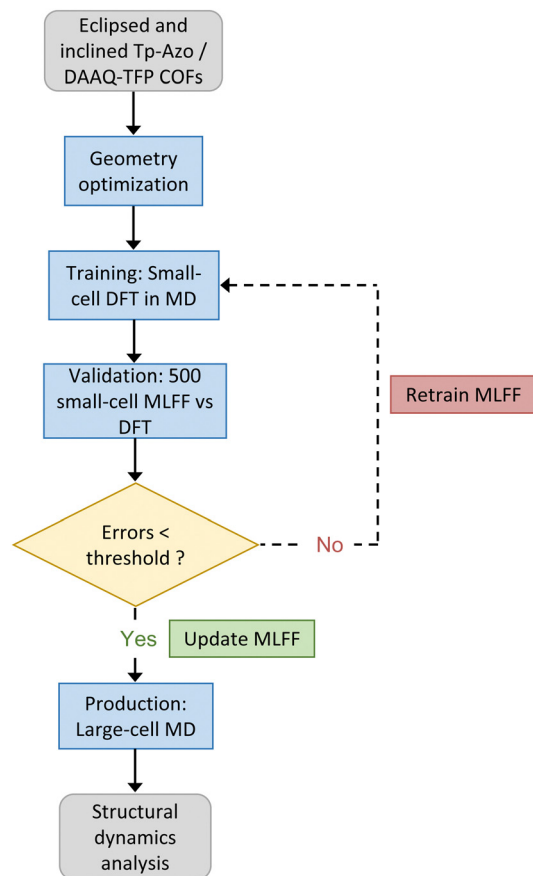 Eclipsed and
inclined Tp-Azo /
DAAQ-TFP COFs
Geometry
optimization
Training: Small-
cell DFT in MD
Validation: 500
small-cell MLFF vs
DFT
Retrain MLFF
Errors <
threshold ?
No
Yes
Update MLFF
Production:
Large-cell MD
Structural
dynamics
analysis